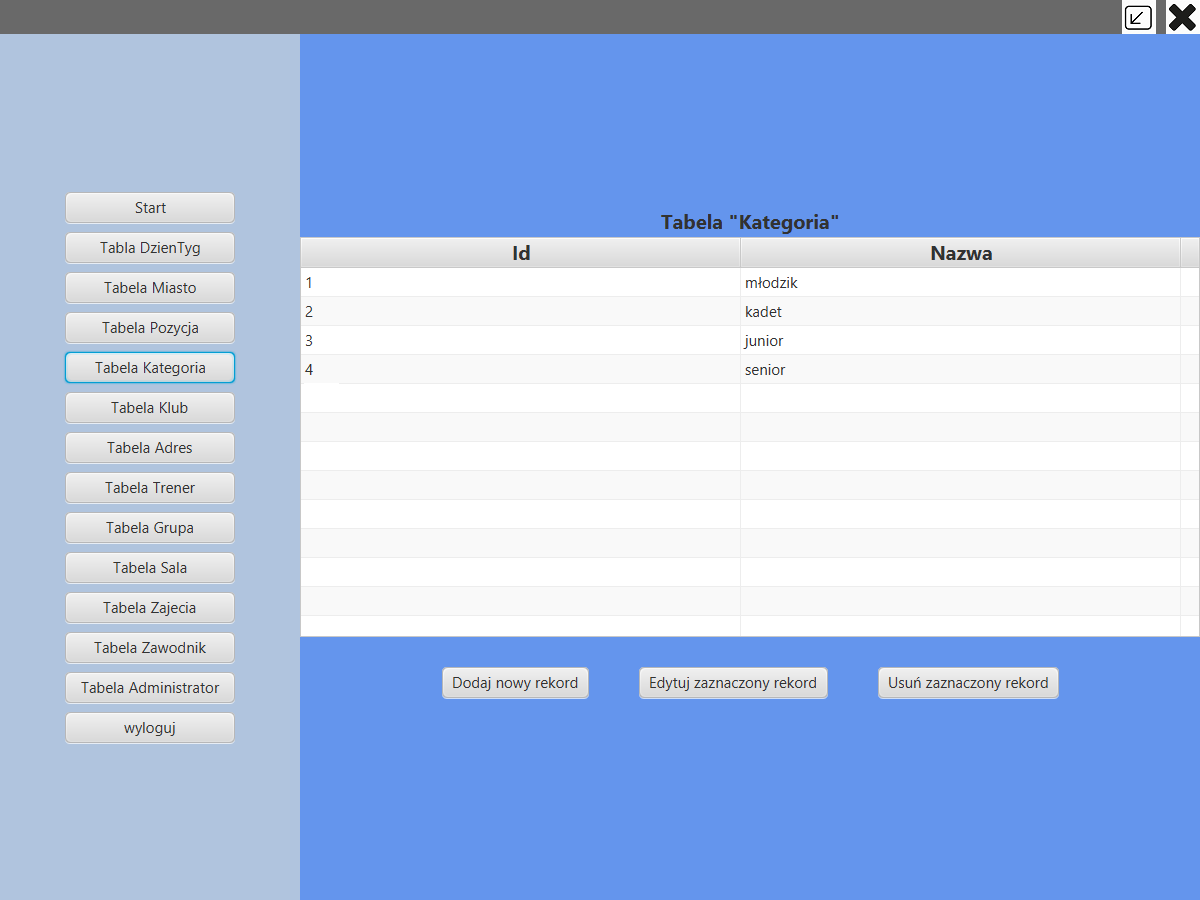 Start
Tabla DzienTyg
Tabela Miasto
Tabela Pozycja
Tabela Kategoria
Tabela Klub
Tabela Adres
Tabela Trener
Tabela Grupa
Tabela Sala
Tabela Zajecia
Tabela Zawodnik
Tabela Administrator
wyloguj
Tabela "Kategoria"
Id Nazwa
1 młodzik
2 kadet
3 junior
4 senior
Dodaj nowy rekord Edytuj zaznaczony rekord Usuń zaznaczony rekord